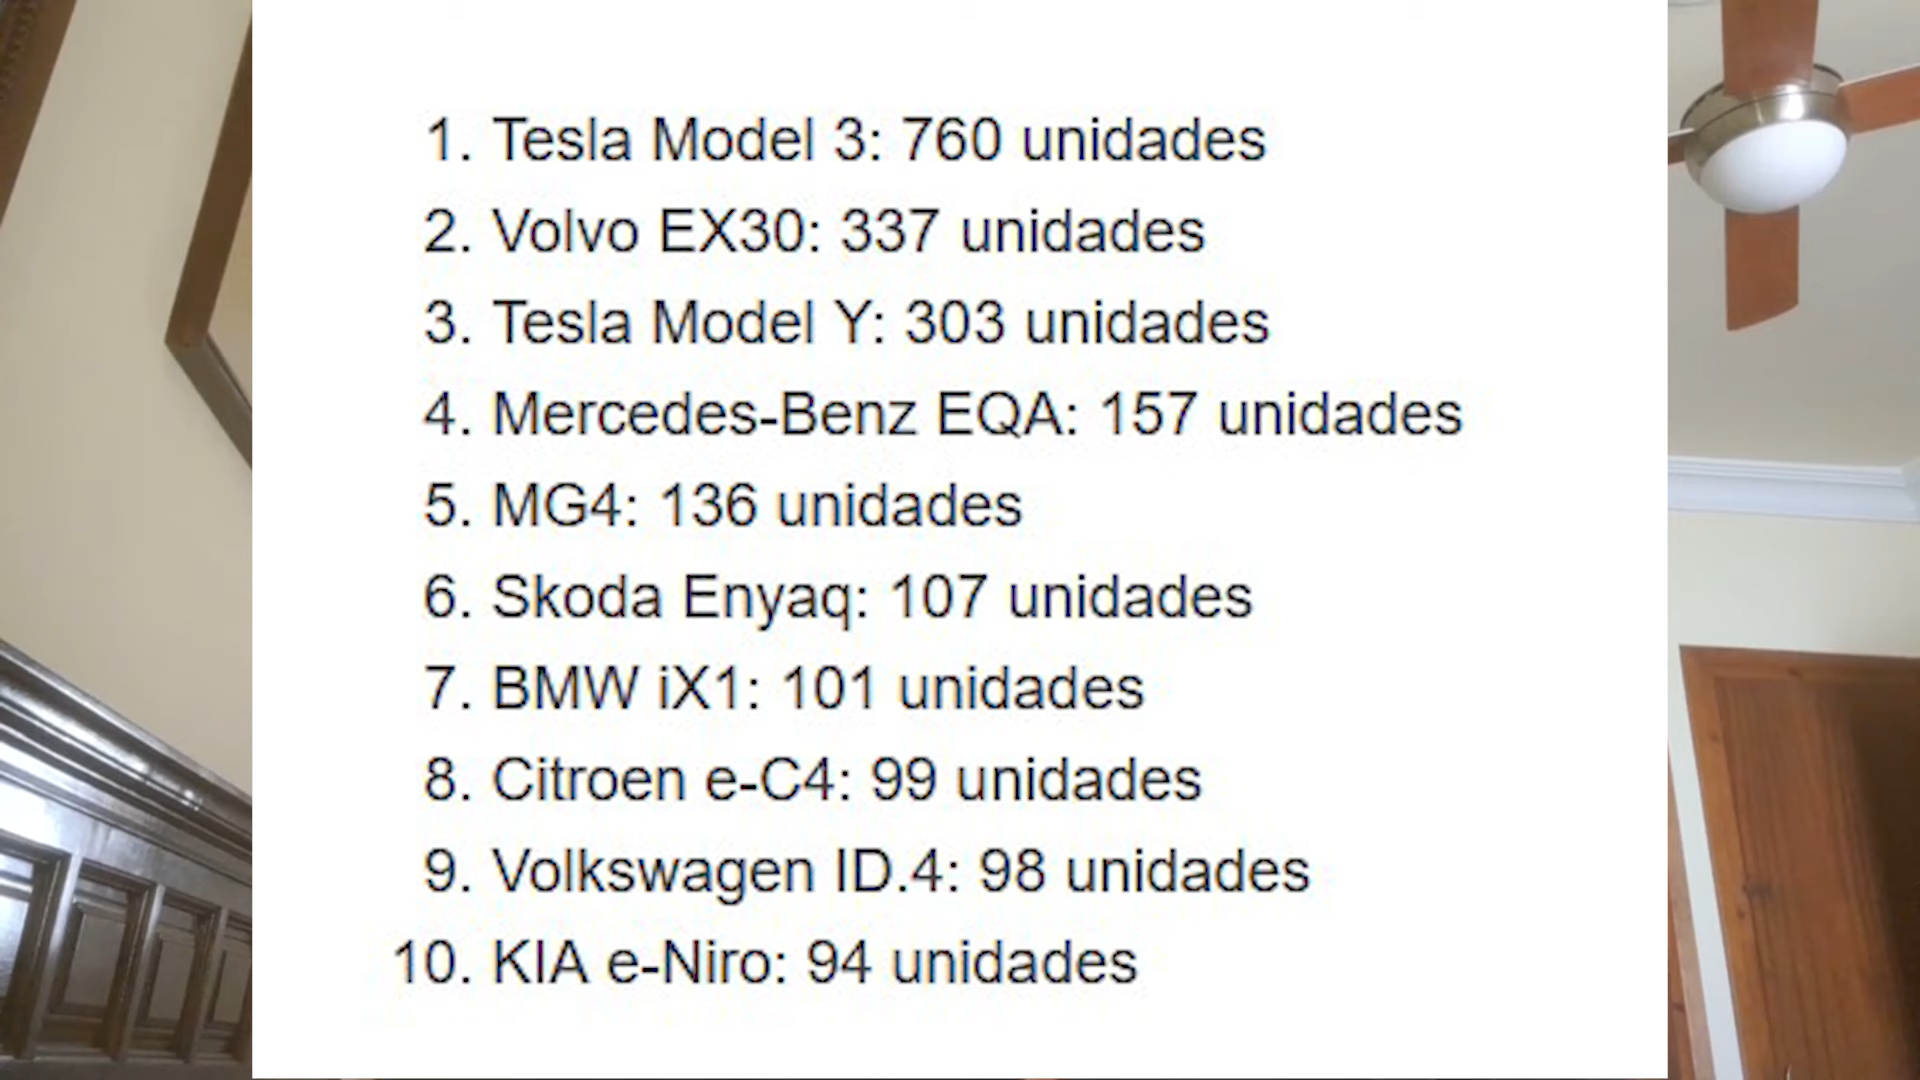 1. Tesla Model 3: 760 unidades
2. Volvo EX30: 337 unidades
3. Tesla Model Y: 303 unidades
4. Mercedes-Benz EQA: 157 unidades
5. MG4: 136 unidades
6. Skoda Enyaq: 107 unidades
7. BMW iX1: 101 unidades
8. Citroen e-C4: 99 unidades
9. Volkswagen ID.4: 98 unidades
10. KIA e-Niro: 94 unidades